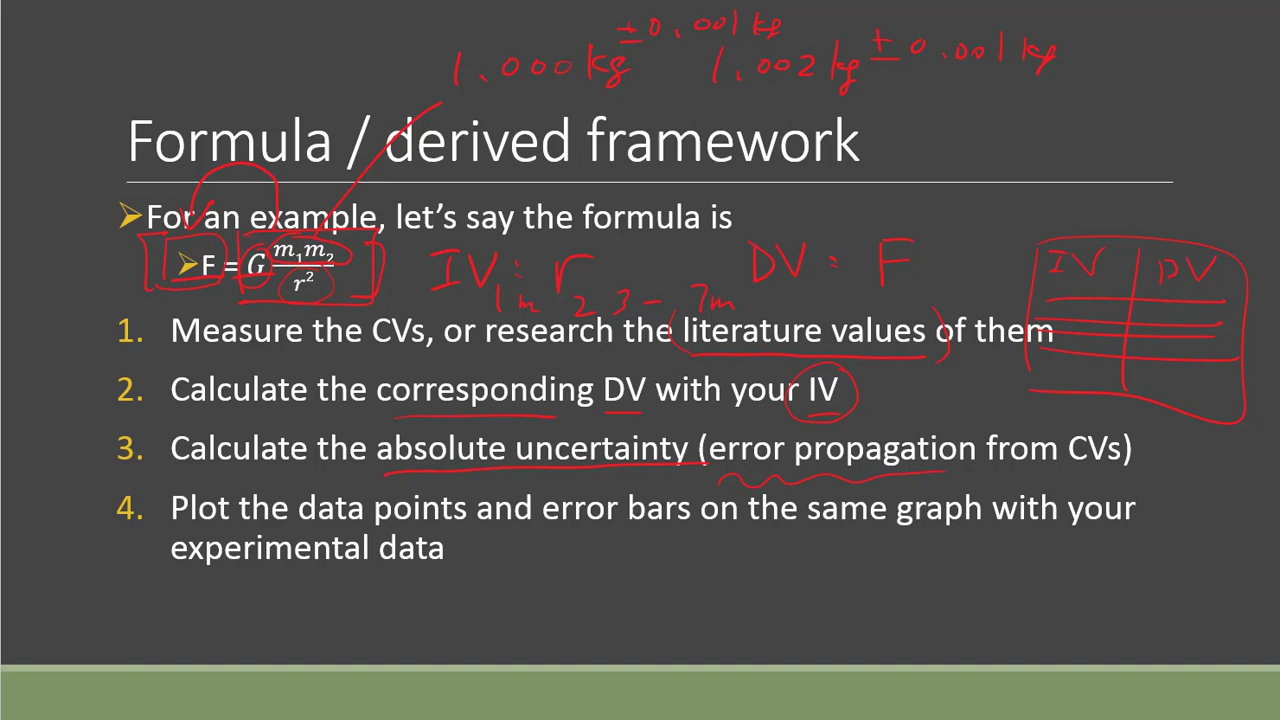 ± 0.001 kg
1.000 kg 1.002 kg ± 0.001 kg
Formula / derived framework
For an example, let's say the formula is
F = G m₁m₂ / r²
IV: r DV: F
1m 2 3 - 7m
IV DV
1. Measure the CVs, or research the literature values of them
2. Calculate the corresponding DV with your IV
3. Calculate the absolute uncertainty (error propagation from CVs)
4. Plot the data points and error bars on the same graph with your
experimental data